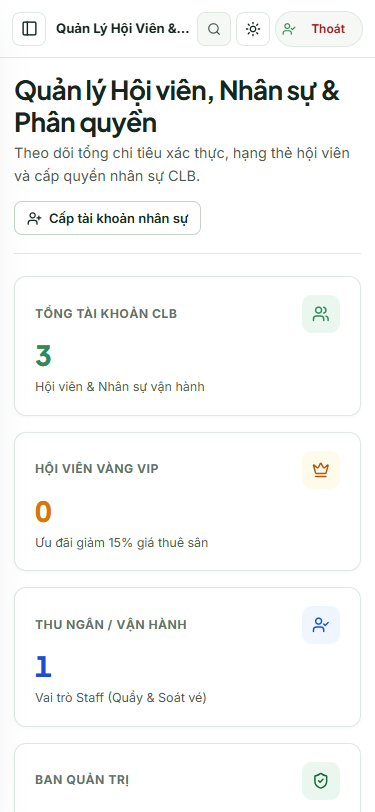 Quản Lý Hội Viên &...
Thoát
Quản lý Hội viên, Nhân sự &
Phân quyền
Theo dõi tổng chi tiêu xác thực, hạng thẻ hội viên
và cấp quyền nhân sự CLB.
Cấp tài khoản nhân sự
TỔNG TÀI KHOẢN CLB
3
Hội viên & Nhân sự vận hành
HỘI VIÊN VÀNG VIP
0
Ưu đãi giảm 15% giá thuê sân
THU NGÂN / VẬN HÀNH
1
Vai trò Staff (Quầy & Soát vé)
BAN QUẢN TRỊ